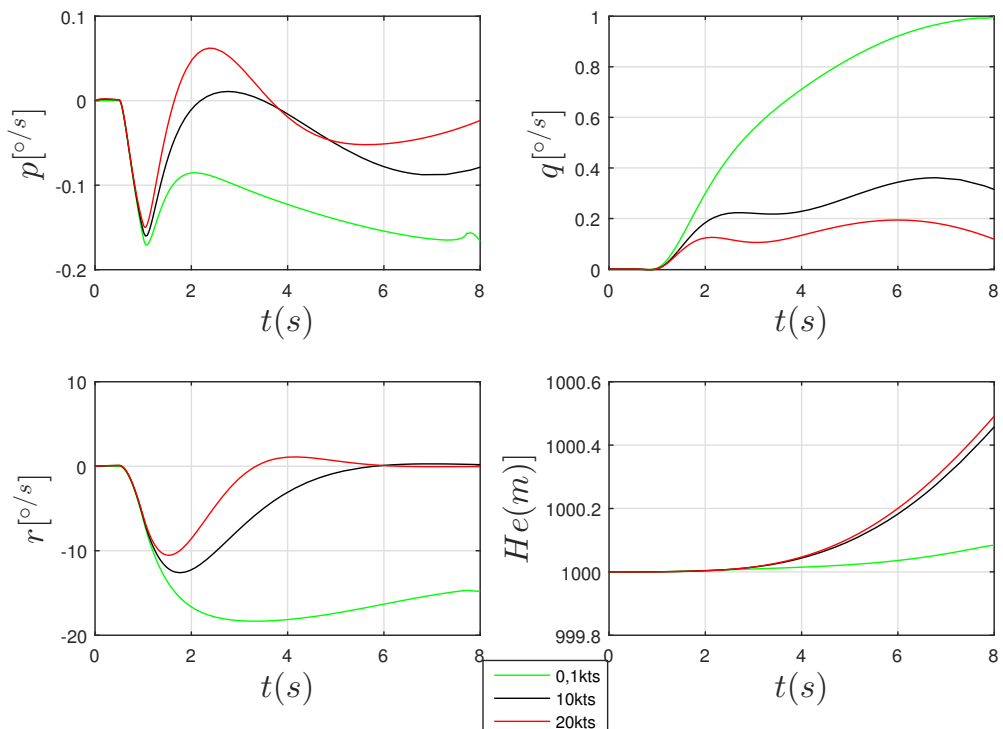 0.1
0
-0.1
-0.2
p[°/s]
0 2 4 6 8
t(s)
1
0.8
0.6
0.4
0.2
0
q[°/s]
0 2 4 6 8
t(s)
10
0
-10
-20
r[°/s]
0 2 4 6 8
t(s)
1000.6
1000.4
1000.2
1000
999.8
He(m)]
0 2 4 6 8
t(s)
0,1kts
10kts
20kts